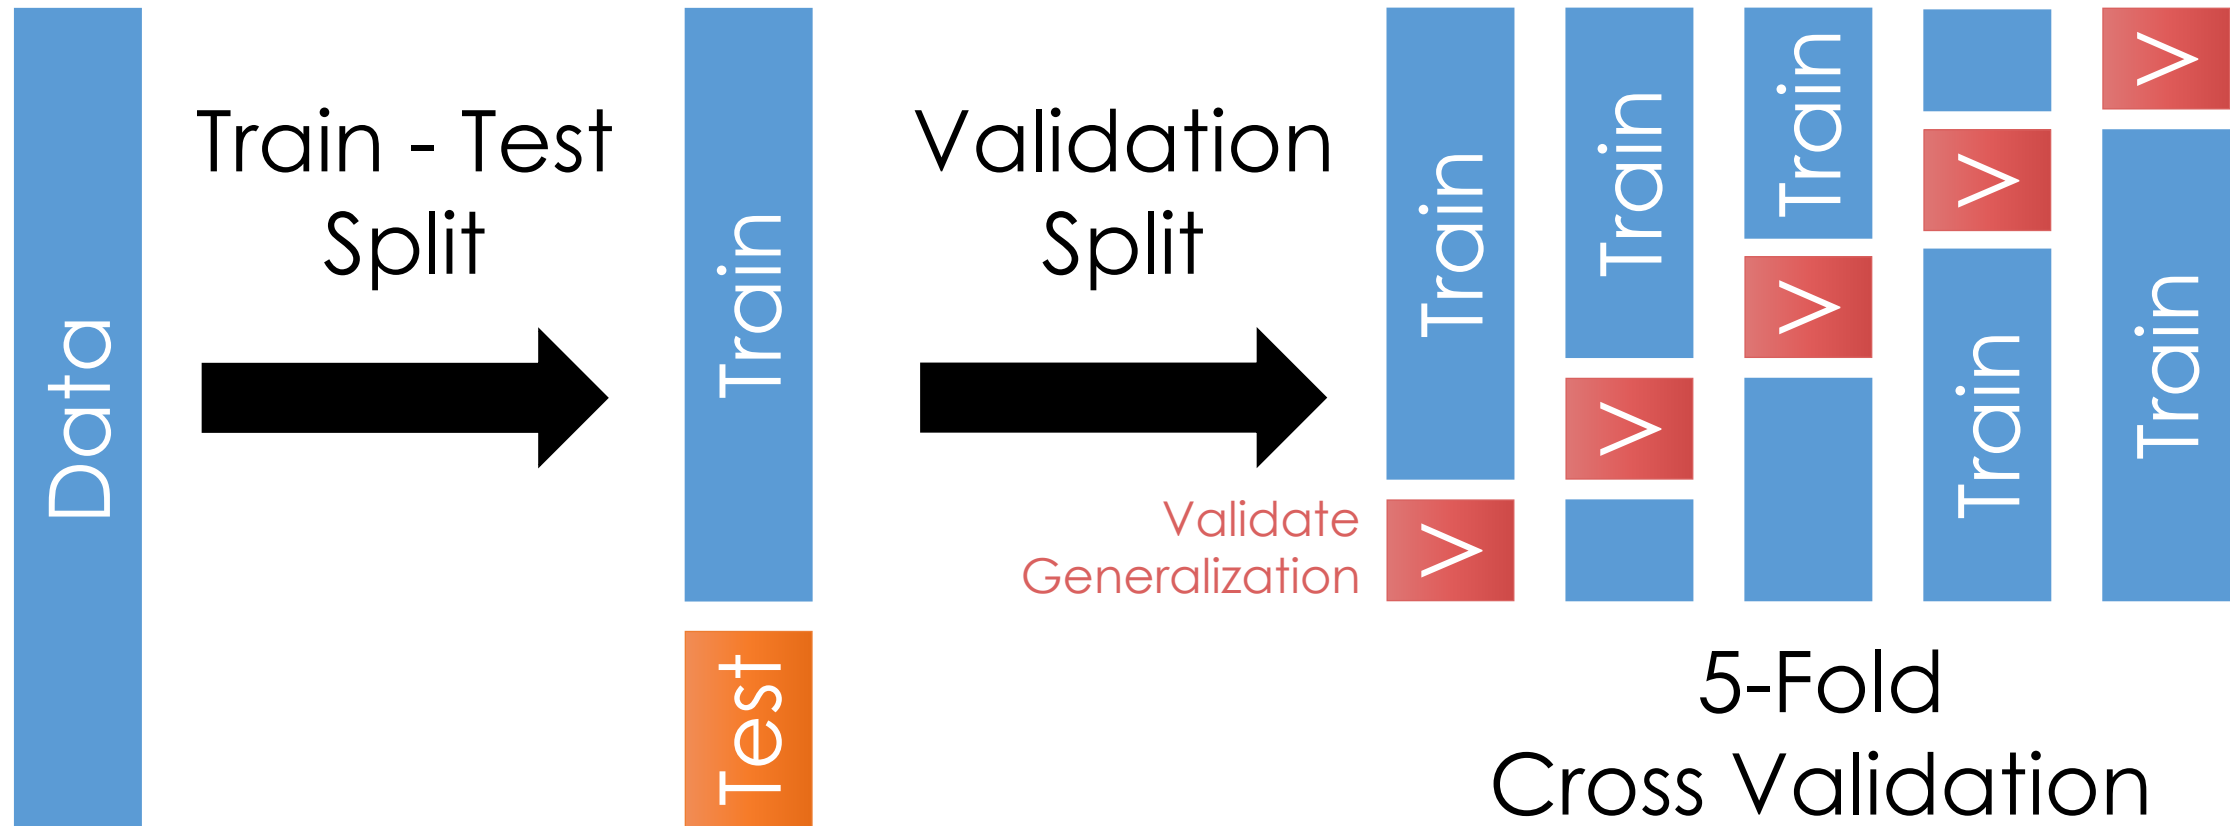 Data
Train - Test
Split
Train
Test
Validation
Split
Validate
Generalization
Train
V
Train
V
Train
V
V
Train
V
Train
5-Fold
Cross Validation